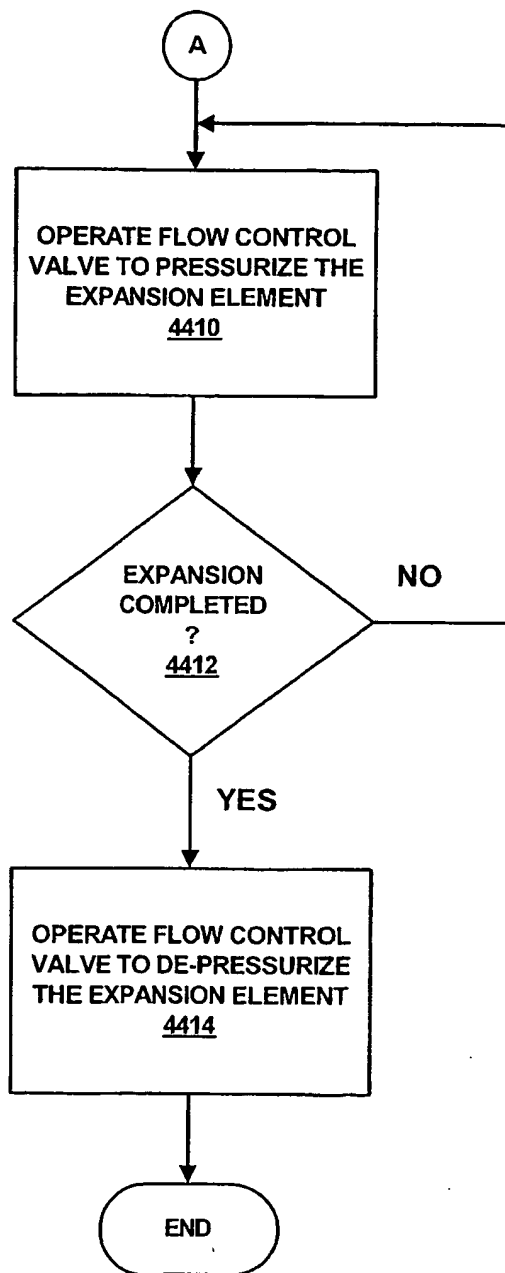 A
OPERATE FLOW CONTROL
VALVE TO PRESSURIZE THE
EXPANSION ELEMENT
4410
EXPANSION
COMPLETED
?
4412
NO
YES
OPERATE FLOW CONTROL
VALVE TO DE-PRESSURIZE
THE EXPANSION ELEMENT
4414
END